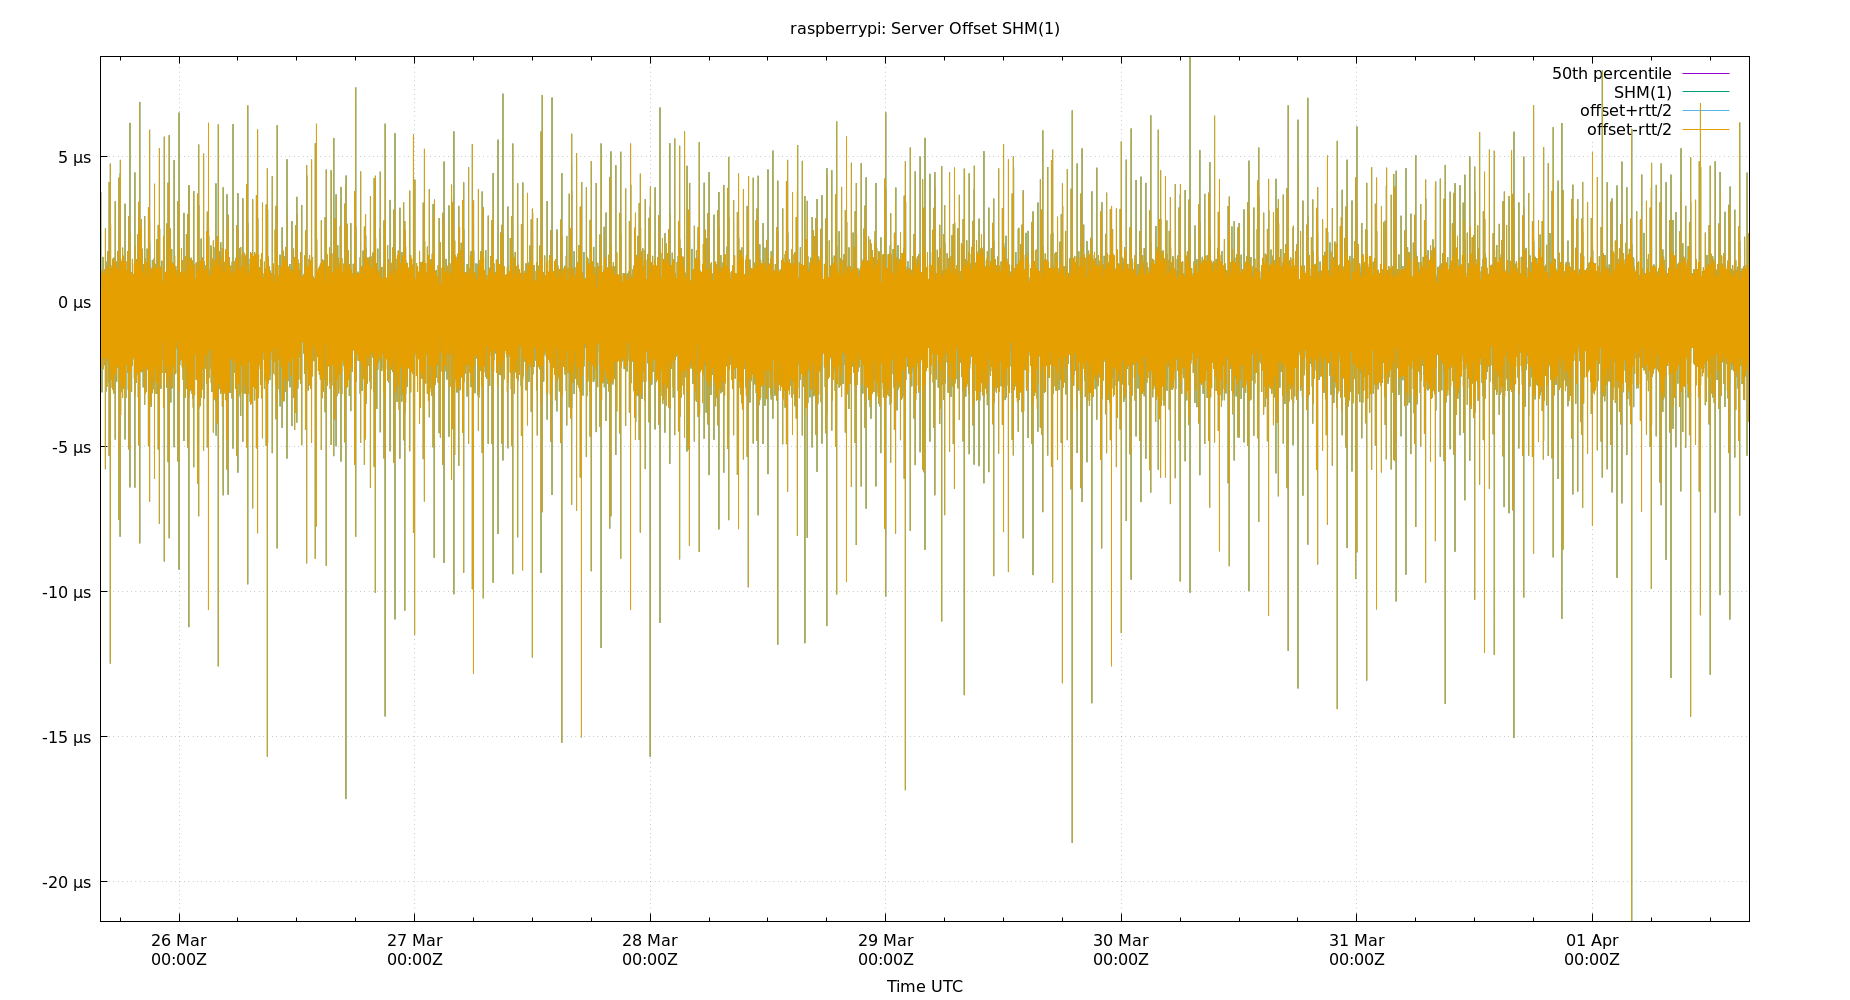 raspberrypi: Server Offset SHM(1)
50th percentile
SHM(1)
offset+rtt/2
offset-rtt/2
5 µs
0 µs
-5 µs
-10 µs
-15 µs
-20 µs
26 Mar 27 Mar 28 Mar 29 Mar 30 Mar 31 Mar 01 Apr
00:00Z 00:00Z 00:00Z 00:00Z 00:00Z 00:00Z 00:00Z
Time UTC